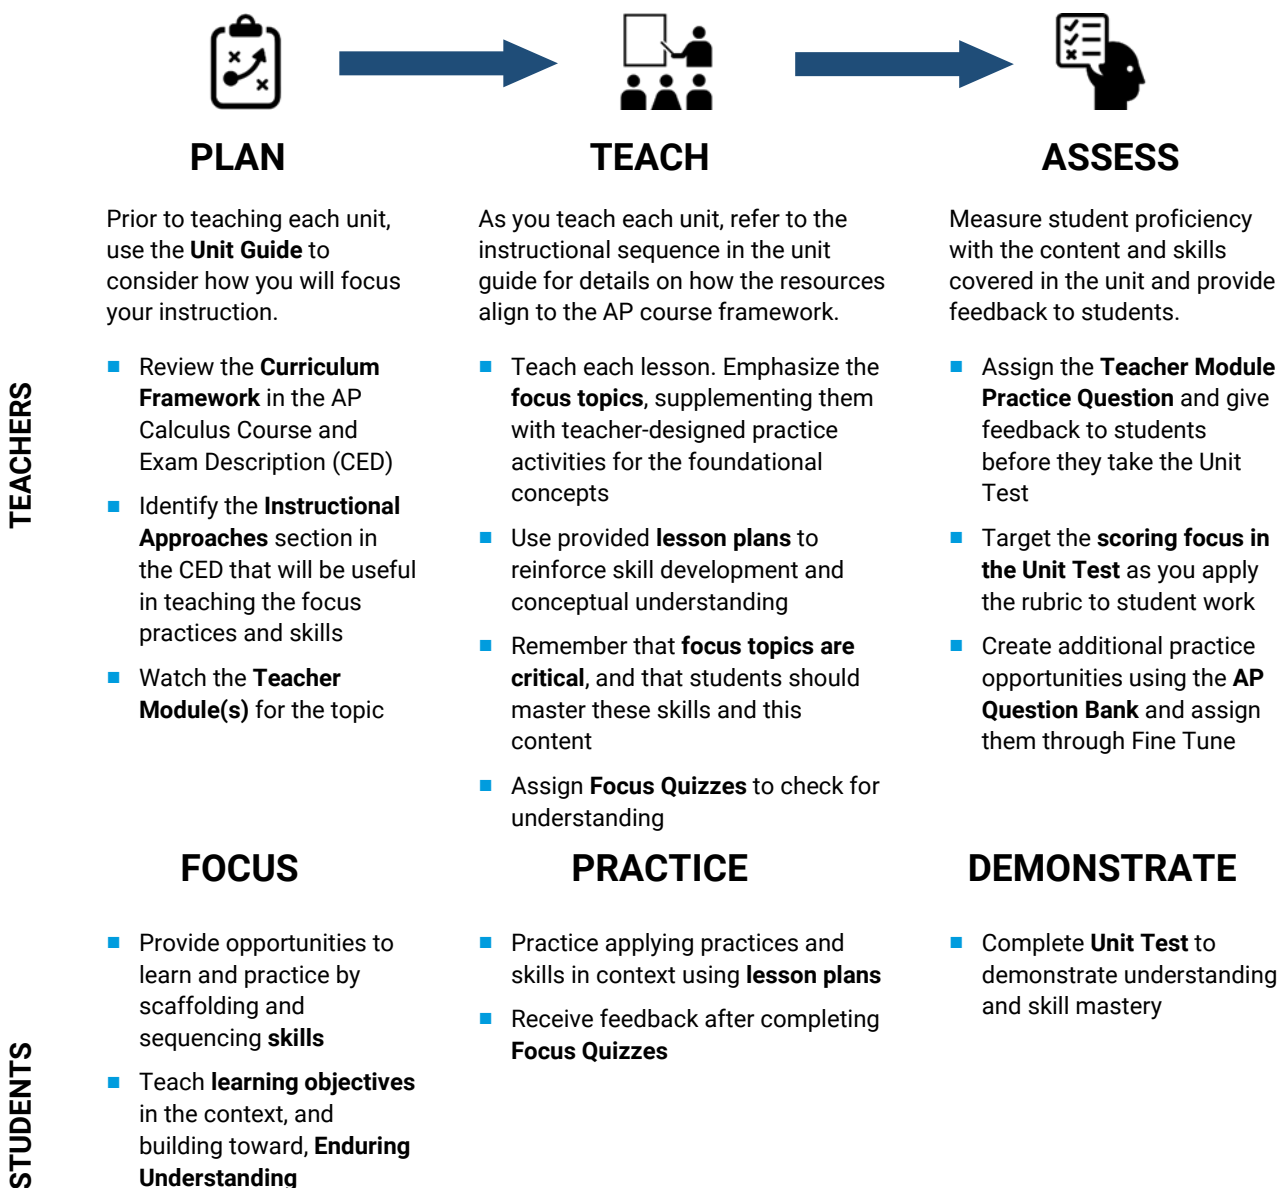 PLAN
TEACH
ASSESS
TEACHERS
Prior to teaching each unit,
use the Unit Guide to
consider how you will focus
your instruction.
Review the Curriculum
Framework in the AP
Calculus Course and
Exam Description (CED)
Identify the Instructional
Approaches section in
the CED that will be useful
in teaching the focus
practices and skills
Watch the Teacher
Module(s) for the topic
As you teach each unit, refer to the
instructional sequence in the unit
guide for details on how the resources
align to the AP course framework.
Teach each lesson. Emphasize the
focus topics, supplementing them
with teacher-designed practice
activities for the foundational
concepts
Use provided lesson plans to
reinforce skill development and
conceptual understanding
Remember that focus topics are
critical, and that students should
master these skills and this
content
Assign Focus Quizzes to check for
understanding
Measure student proficiency
with the content and skills
covered in the unit and provide
feedback to students.
Assign the Teacher Module
Practice Question and give
feedback to students
before they take the Unit
Test
Target the scoring focus in
the Unit Test as you apply
the rubric to student work
Create additional practice
opportunities using the AP
Question Bank and assign
them through Fine Tune
FOCUS
PRACTICE
DEMONSTRATE
STUDENTS
Provide opportunities to
learn and practice by
scaffolding and
sequencing skills
Teach learning objectives
in the context, and
building toward, Enduring
Understanding
Practice applying practices and
skills in context using lesson plans
Receive feedback after completing
Focus Quizzes
Complete Unit Test to
demonstrate understanding
and skill mastery